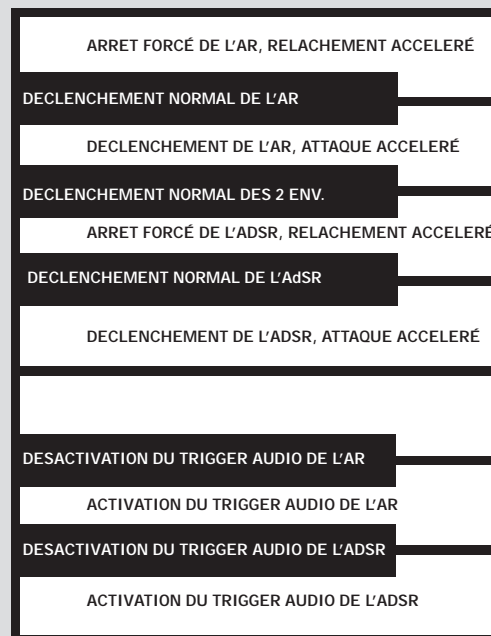 ARRET FORCÉ DE L'AR, RELACHEMENT ACCELERÉ
DECLENCHEMENT NORMAL DE L'AR
DECLENCHEMENT DE L'AR, ATTAQUE ACCELERÉ
DECLENCHEMENT NORMAL DES 2 ENV.
ARRET FORCÉ DE L'ADSR, RELACHEMENT ACCELERÉ
DECLENCHEMENT NORMAL DE L'AdSR
DECLENCHEMENT DE L'ADSR, ATTAQUE ACCELERÉ
DESACTIVATION DU TRIGGER AUDIO DE L'AR
ACTIVATION DU TRIGGER AUDIO DE L'AR
DESACTIVATION DU TRIGGER AUDIO DE L'ADSR
ACTIVATION DU TRIGGER AUDIO DE L'ADSR